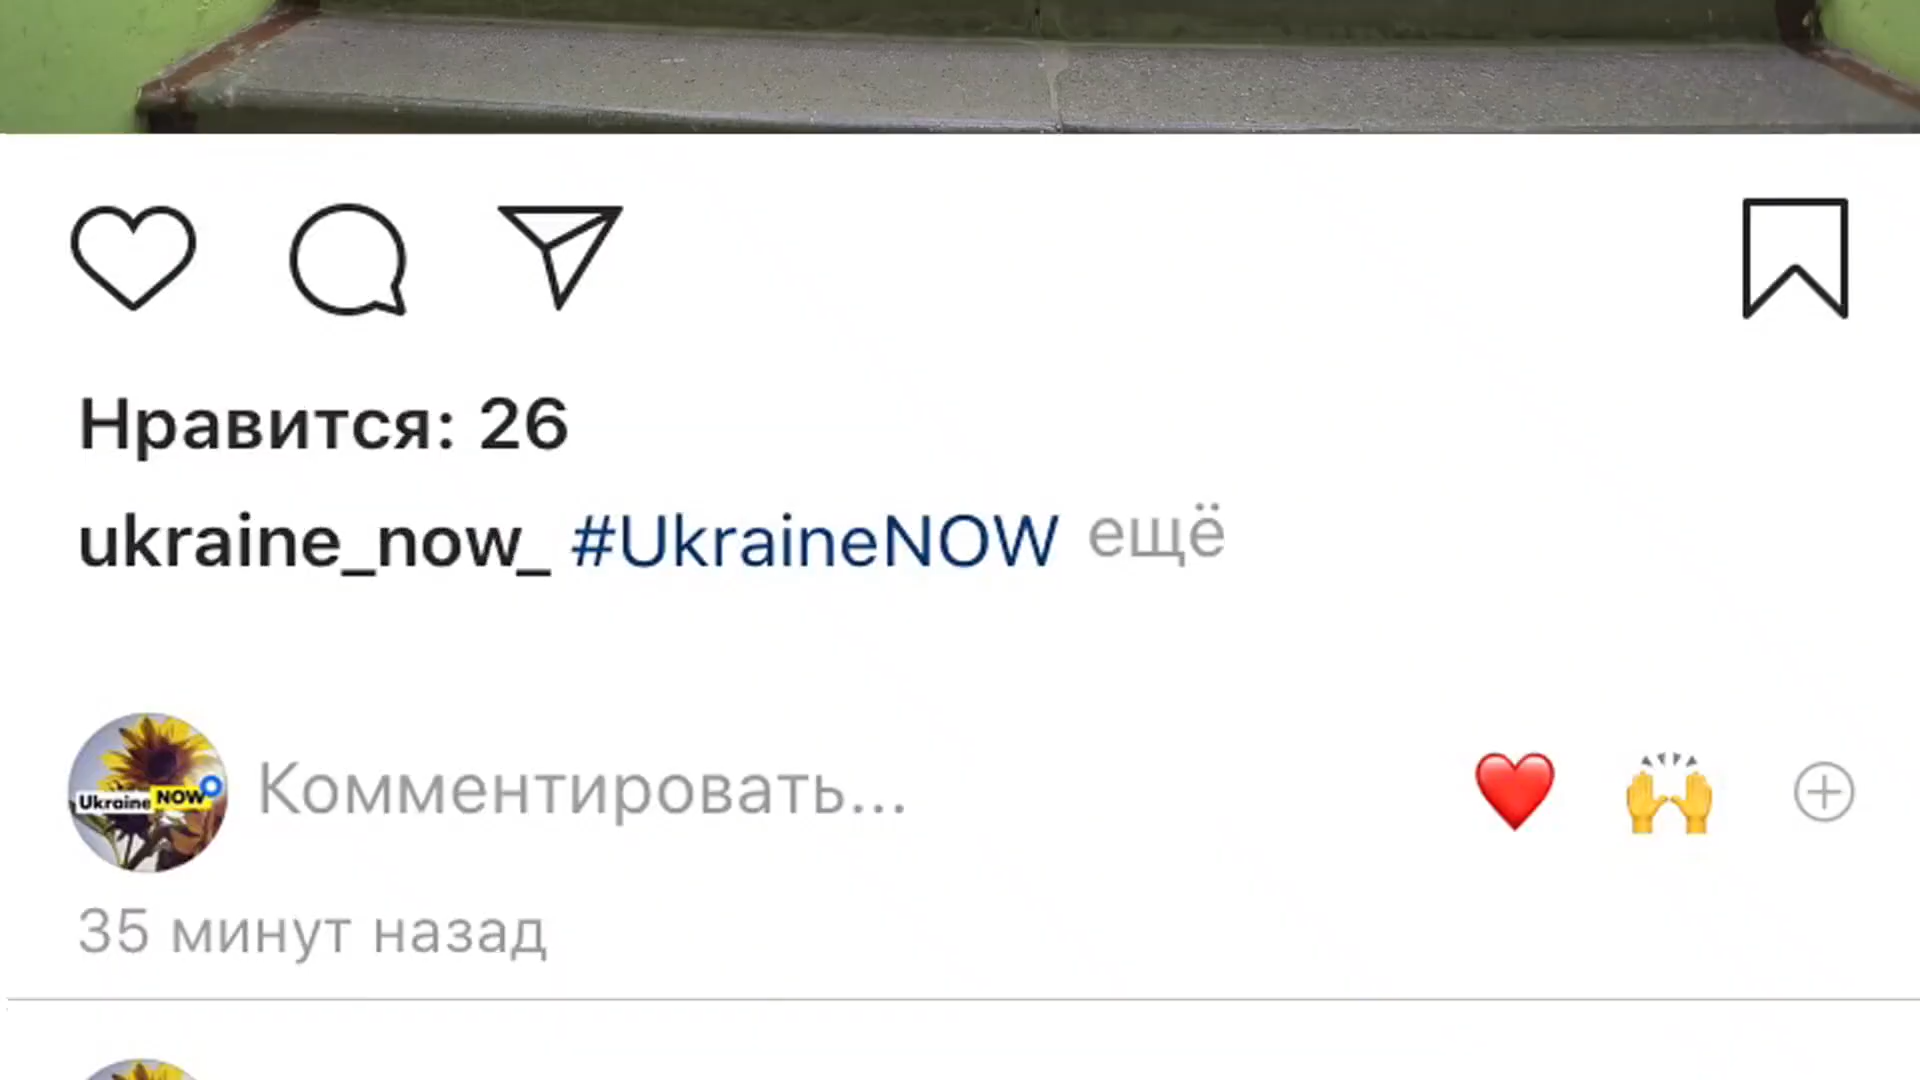 Нравится: 26
ukraine_now_ #UkraineNOW ещё
Ukraine NOW
Комментировать...
35 минут назад